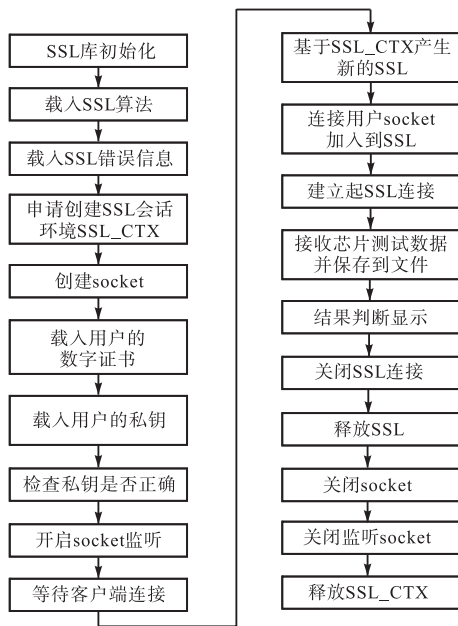 SSL库初始化
载入SSL算法
载入SSL错误信息
申请创建SSL会话
环境SSL_CTX
创建socket
载入用户的
数字证书
载入用户的私钥
检查私钥是否正确
开启socket监听
等待客户端连接
基于SSL_CTX产生
新的SSL
连接用户socket
加入到SSL
建立起SSL连接
接收芯片测试数据
并保存到文件
结果判断显示
关闭SSL连接
释放SSL
关闭socket
关闭监听socket
释放SSL_CTX